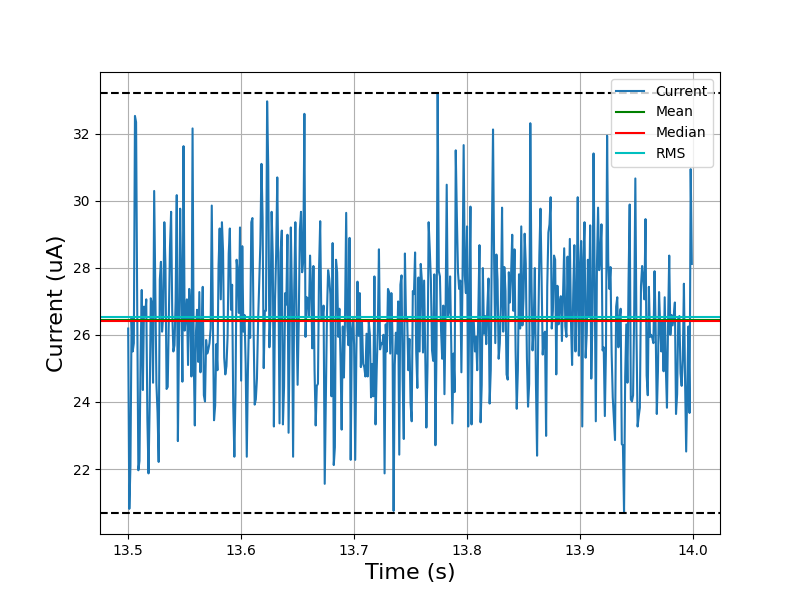 Current
Mean
Median
RMS
32
30
28
26
24
22
Current (uA)
13.5 13.6 13.7 13.8 13.9 14.0
Time (s)